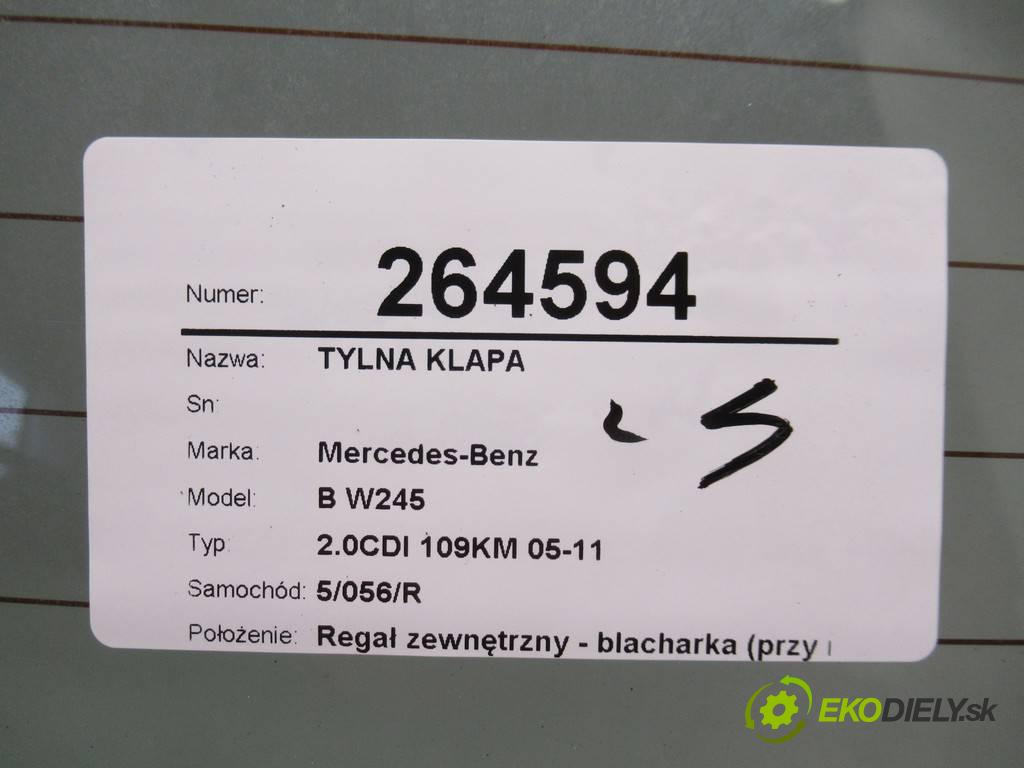 Numer: 264594
Nazwa: TYLNA KLAPA
Sn:
Marka: Mercedes-Benz
Model: B W245
Typ: 2.0CDI 109KM 05-11
Samochód: 5/056/R
Położenie: Regał zewnętrzny - blacharka (przy
EKODIELY.sk